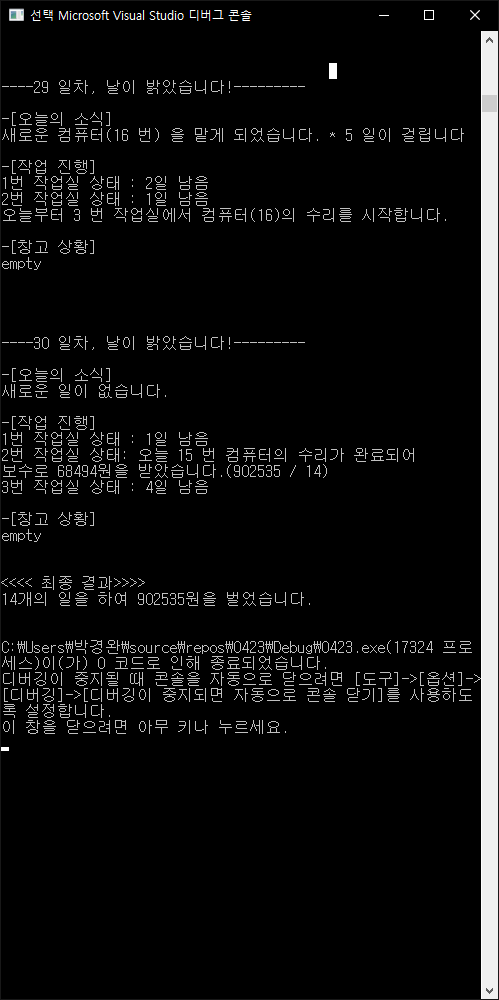 선택 Microsoft Visual Studio 디버그 콘솔
----29 일차, 날이 밝았습니다!---------
-[오늘의 소식]
새로운 컴퓨터(16 번) 을 맡게 되었습니다. * 5 일이 걸립니다
-[작업 진행]
1번 작업실 상태 : 2일 남음
2번 작업실 상태 : 1일 남음
오늘부터 3 번 작업실에서 컴퓨터(16)의 수리를 시작합니다.
-[창고 상황]
empty
----30 일차, 날이 밝았습니다!---------
-[오늘의 소식]
새로운 일이 없습니다.
-[작업 진행]
1번 작업실 상태 : 1일 남음
2번 작업실 상태: 오늘 15 번 컴퓨터의 수리가 완료되어
보수로 68494원을 받았습니다.(902535 / 14)
3번 작업실 상태 : 4일 남음
-[창고 상황]
empty
<<<< 최종 결과>>>>
14개의 일을 하여 902535원을 벌었습니다.
C:₩Users₩박경완₩source₩repos₩0423₩Debug₩0423.exe(17324 프로
세스)이(가) 0 코드로 인해 종료되었습니다.
디버깅이 중지될 때 콘솔을 자동으로 닫으려면 [도구]->[옵션]->
[디버깅]->[디버깅이 중지되면 자동으로 콘솔 닫기]를 사용하도
록 설정합니다.
이 창을 닫으려면 아무 키나 누르세요.